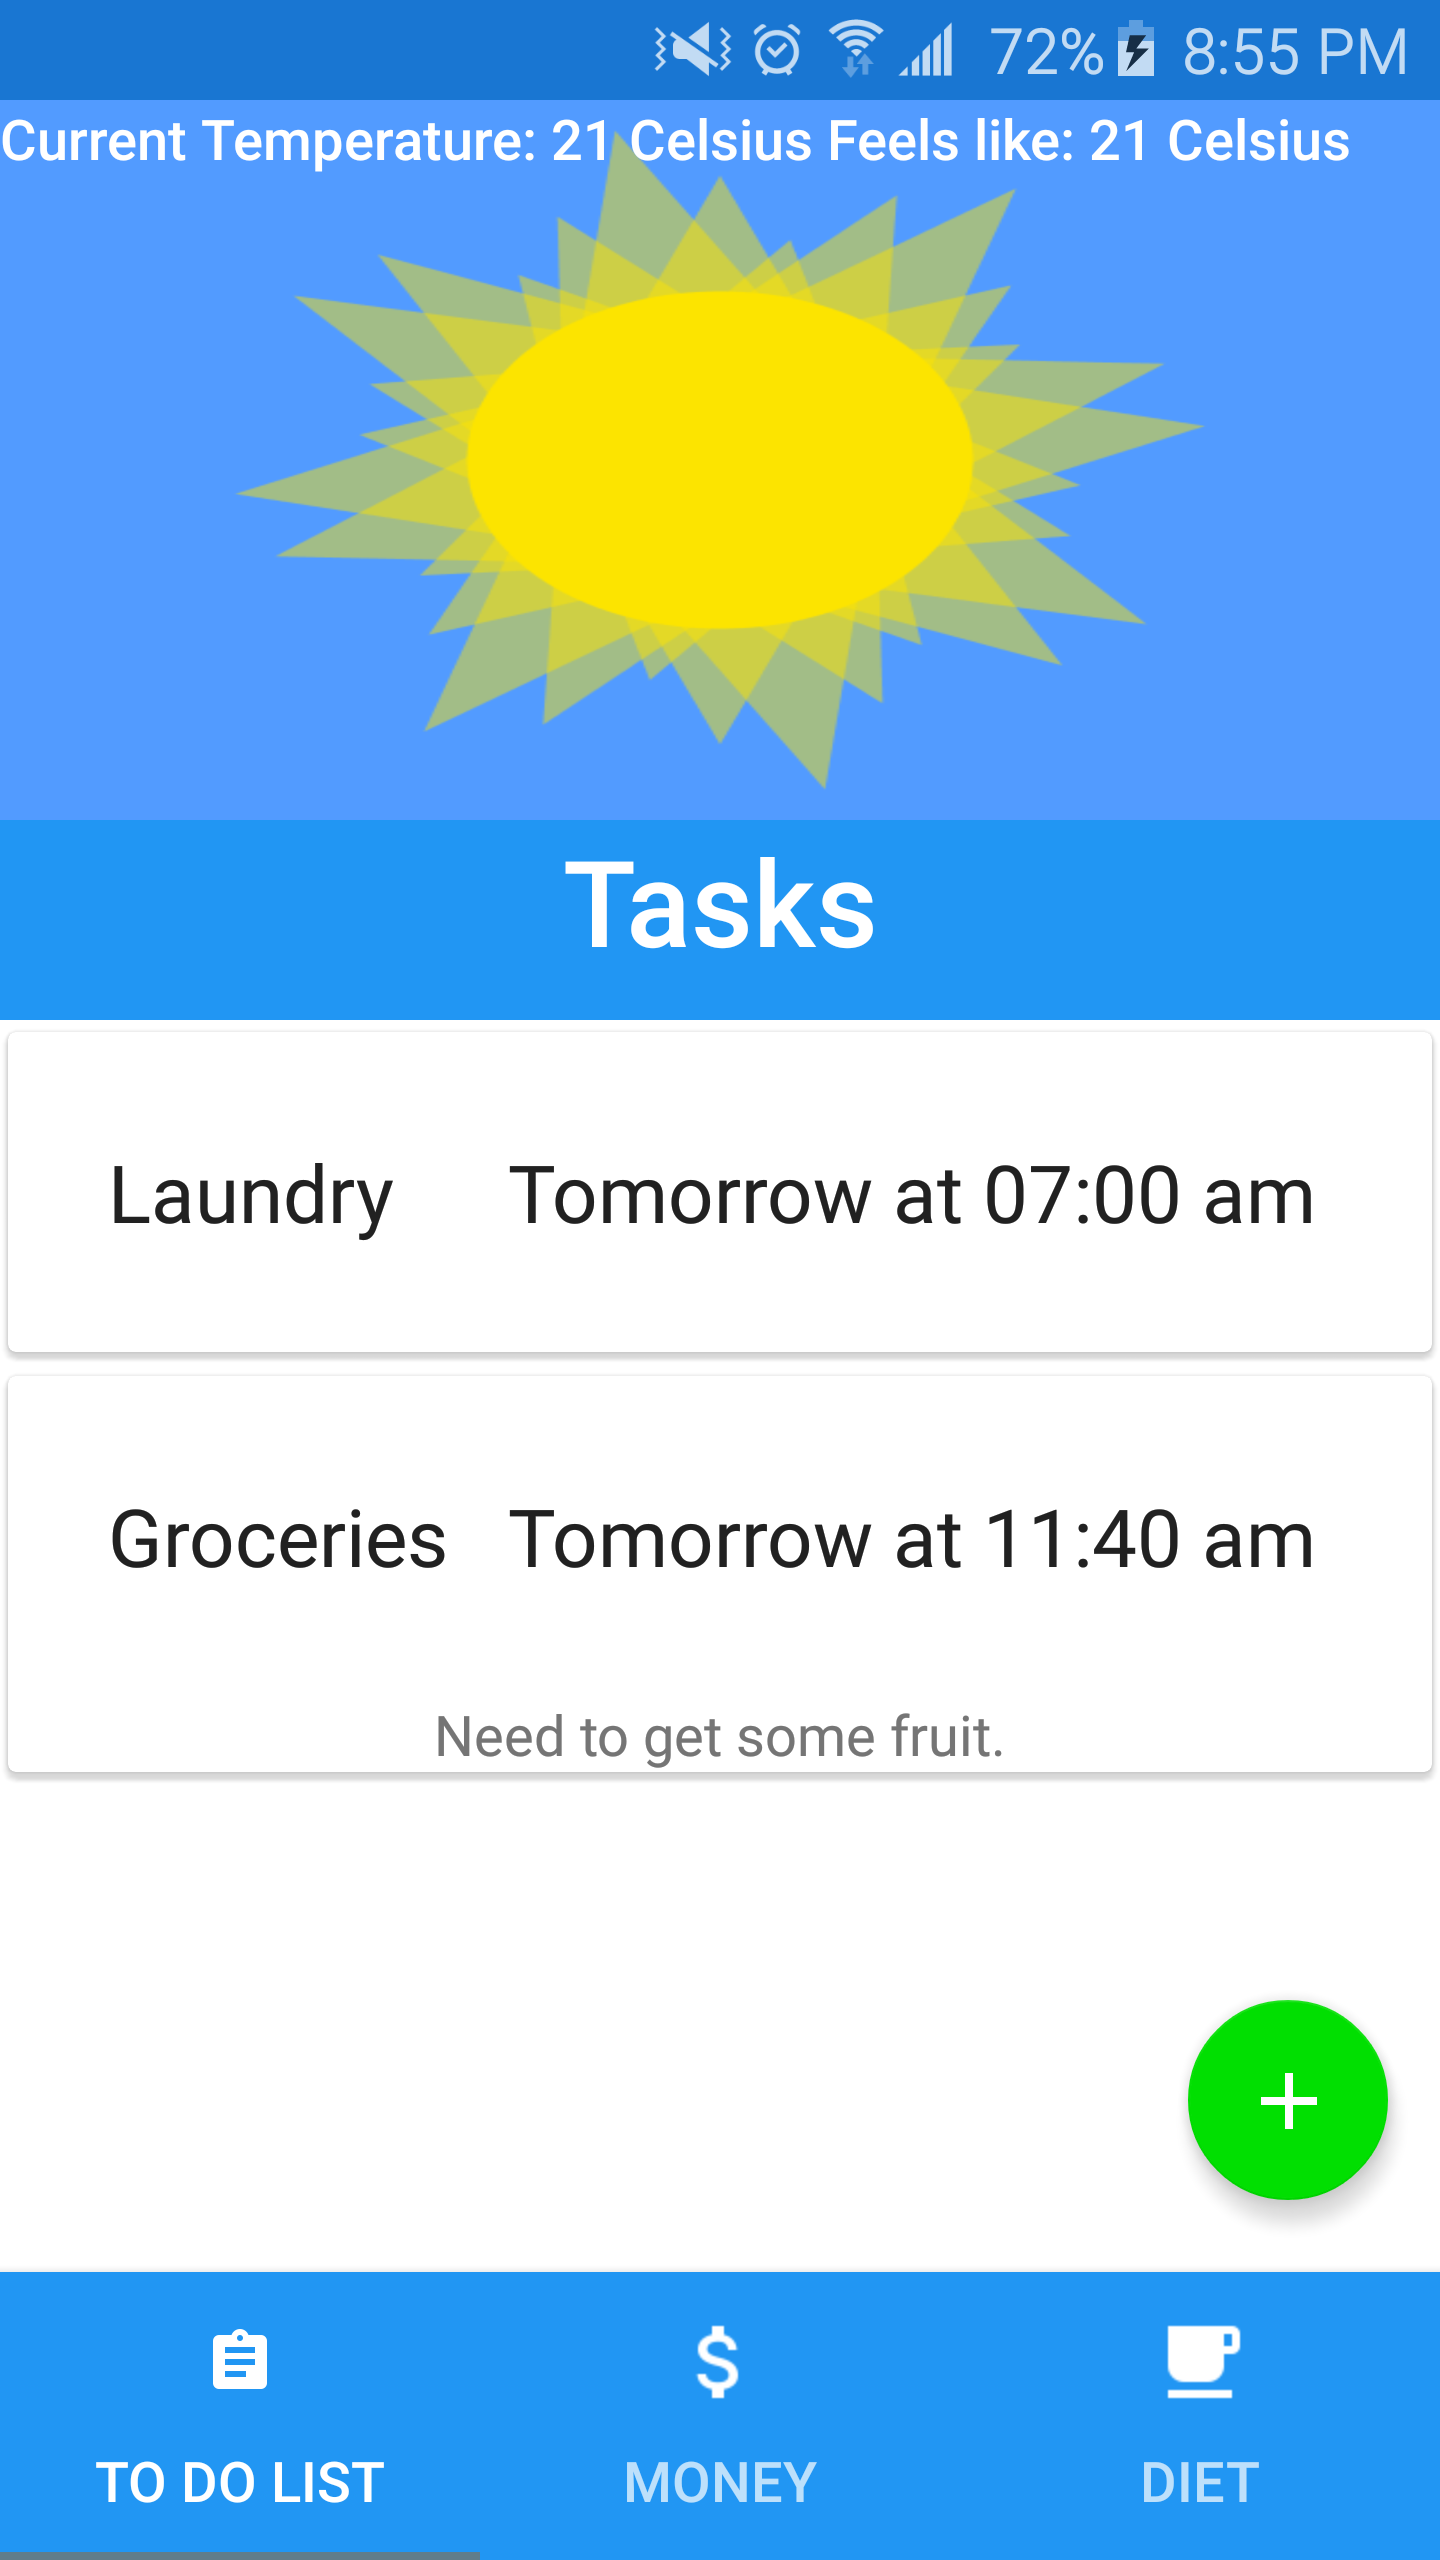 72% 8:55 PM
Current Temperature: 21 Celsius Feels like: 21 Celsius
Tasks
Laundry Tomorrow at 07:00 am
Groceries Tomorrow at 11:40 am
Need to get some fruit.
TO DO LIST MONEY DIET